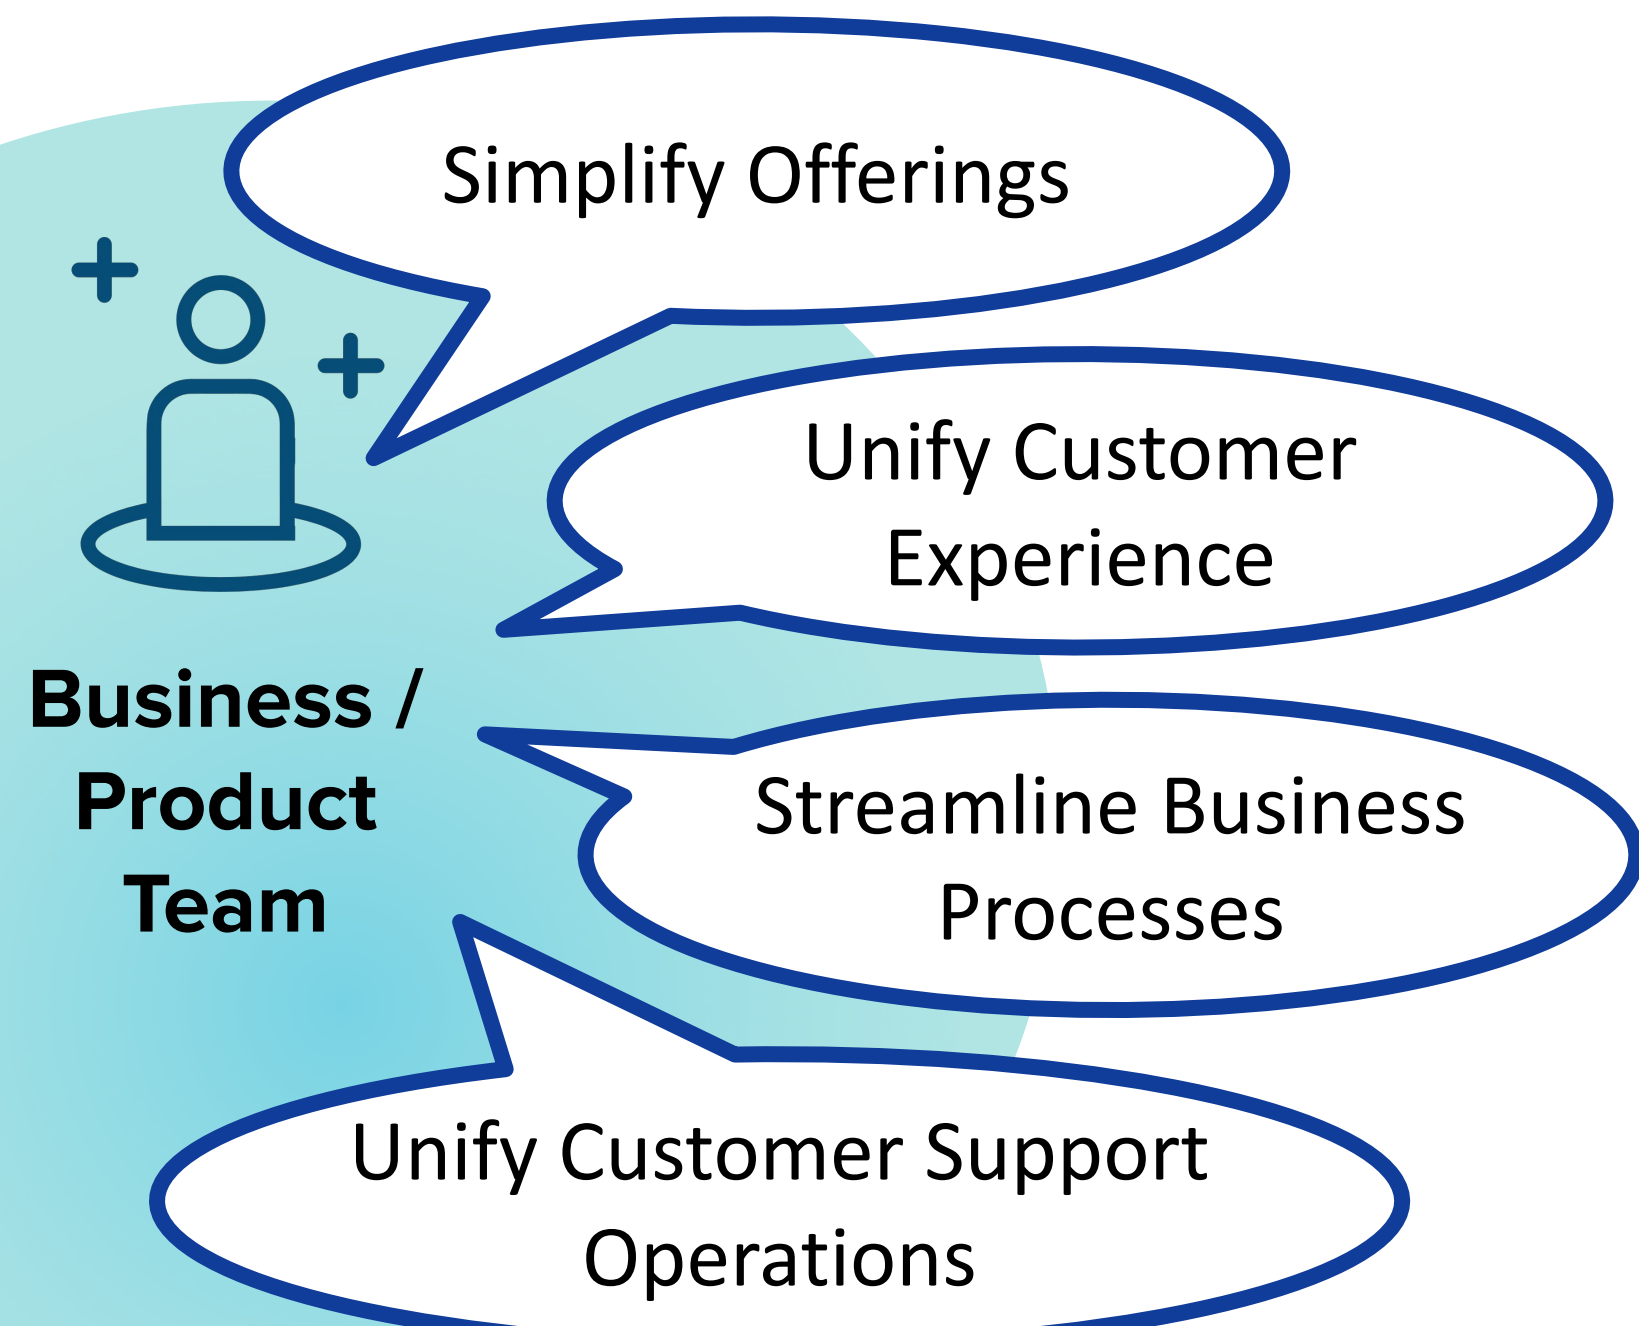 Simplify Offerings
Unify Customer
Experience
Business /
Product
Team
Streamline Business
Processes
Unify Customer Support
Operations